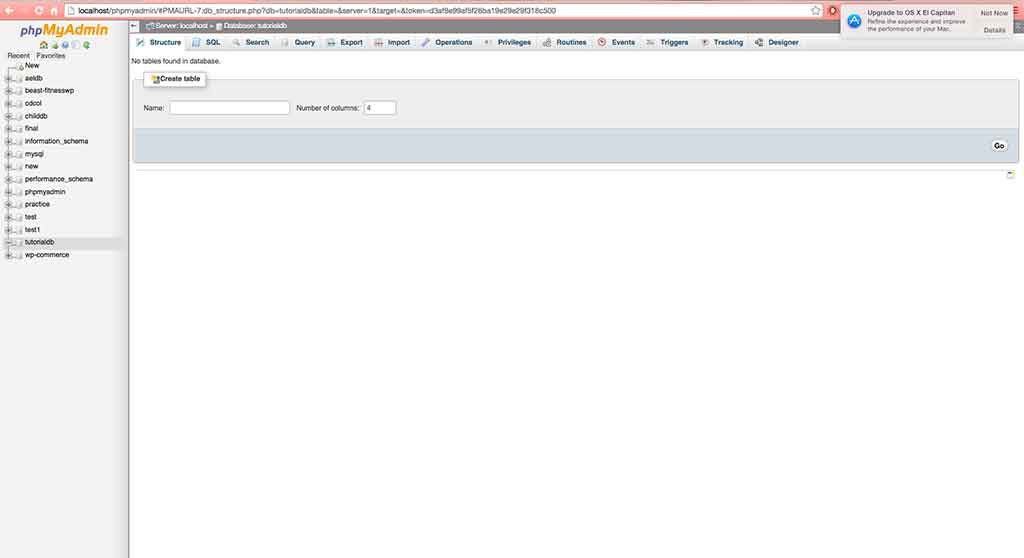 localhost/phpmyadmin/#PMAURL-7:db_structure.php?db=tutorialdb&table=&server=1&target=&token=d3af8e99af5f26ba19e29e29f318c500
Upgrade to OS X El Capitan
Refine the experience and improve
the performance of your Mac.
Not Now
Details
phpMyAdmin
Recent Favorites
New
aeldb
beast-fitnesswp
cdcol
childdb
final
information_schema
mysql
new
performance_schema
phpmyadmin
practice
test
test1
tutorialdb
wp-commerce
Server: localhost » Database: tutorialdb
Structure SQL Search Query Export Import Operations Privileges Routines Events Triggers Tracking Designer
No tables found in database.
Create table
Name: Number of columns: 4
Go